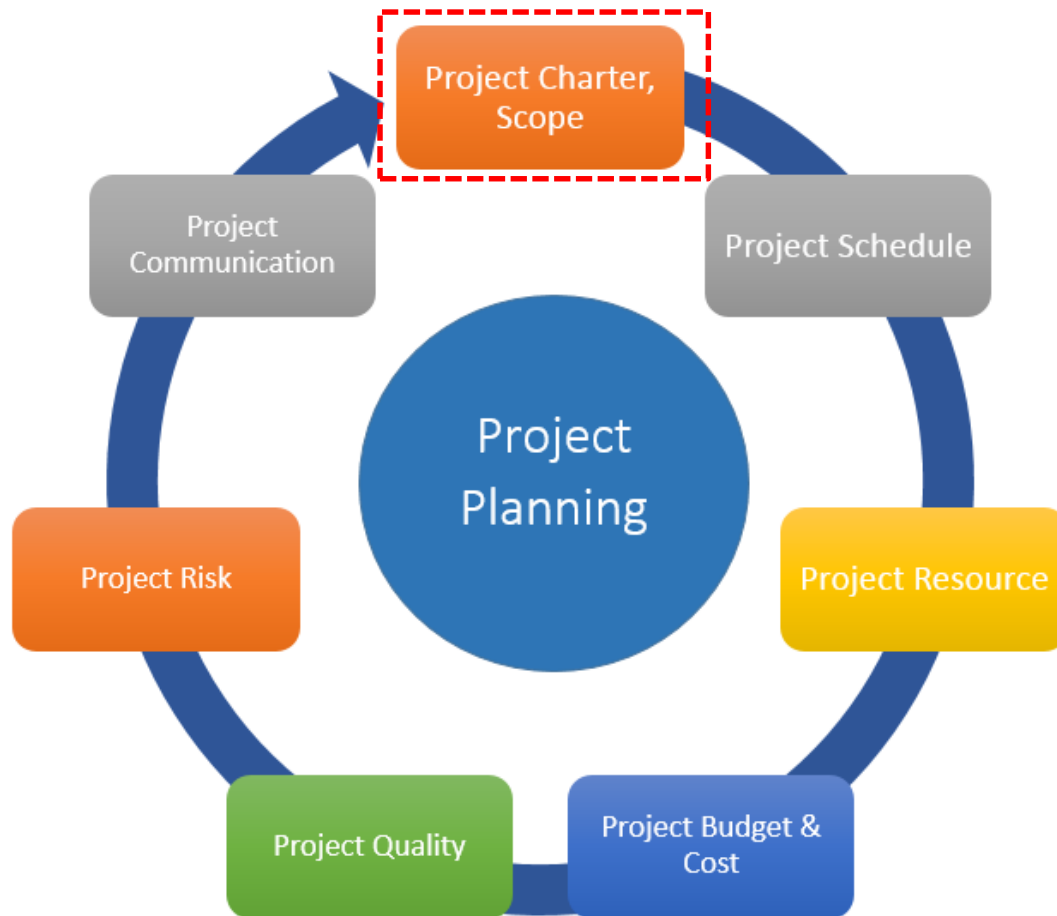 Project Charter,
Scope
Project Schedule
Project Resource
Project Budget &
Cost
Project Quality
Project Risk
Project
Communication
Project
Planning